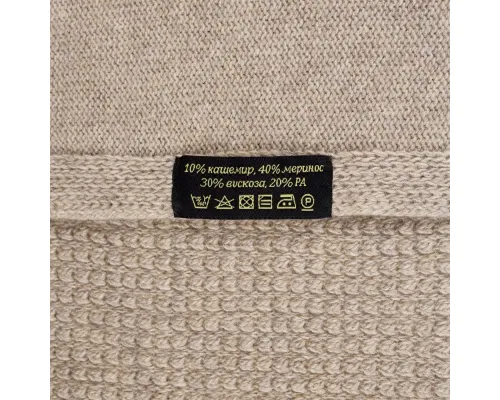 10% кашемир, 40% меринос
30% вискоза, 20% PA
P